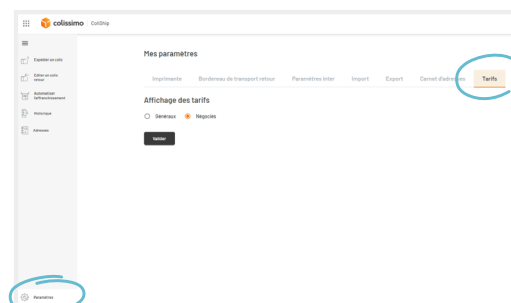 colissimo ColiShip
Mes paramètres
Expédier un colis
Imprimante Bordereau de transport retour Paramètres Inter Import Export Carnet d'adresses Tarifs
Editer un colis
retour
Automatiser
l'affranchissement
Affichage des tarifs
Historique
Généraux Négociés
Adresses
Valider
Paramètres